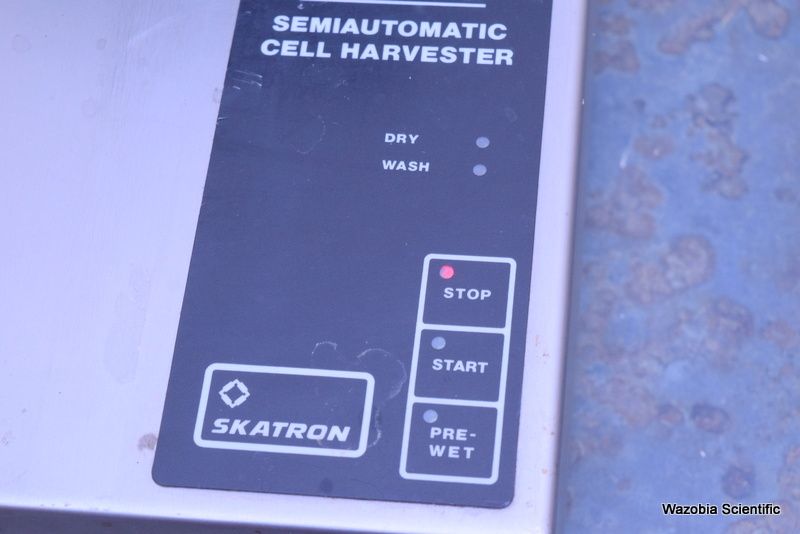 SEMIAUTOMATIC
CELL HARVESTER
DRY
WASH
STOP
START
PRE-
WET
SKATRON
Wazobia Scientific